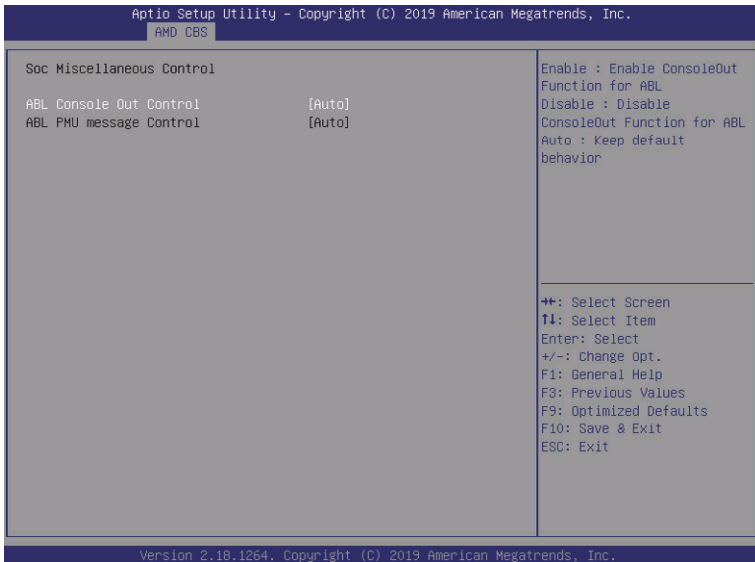 Aptio Setup Utility – Copyright (C) 2019 American Megatrends, Inc.
AMD CBS
Soc Miscellaneous Control
ABL Console Out Control [Auto]
ABL PMU message Control [Auto]
Enable : Enable ConsoleOut
Function for ABL
Disable : Disable
ConsoleOut Function for ABL
Auto : Keep default
behavior
→←: Select Screen
↑↓: Select Item
Enter: Select
+/-: Change Opt.
F1: General Help
F3: Previous Values
F9: Optimized Defaults
F10: Save & Exit
ESC: Exit
Version 2.18.1264. Copyright (C) 2019 American Megatrends, Inc.